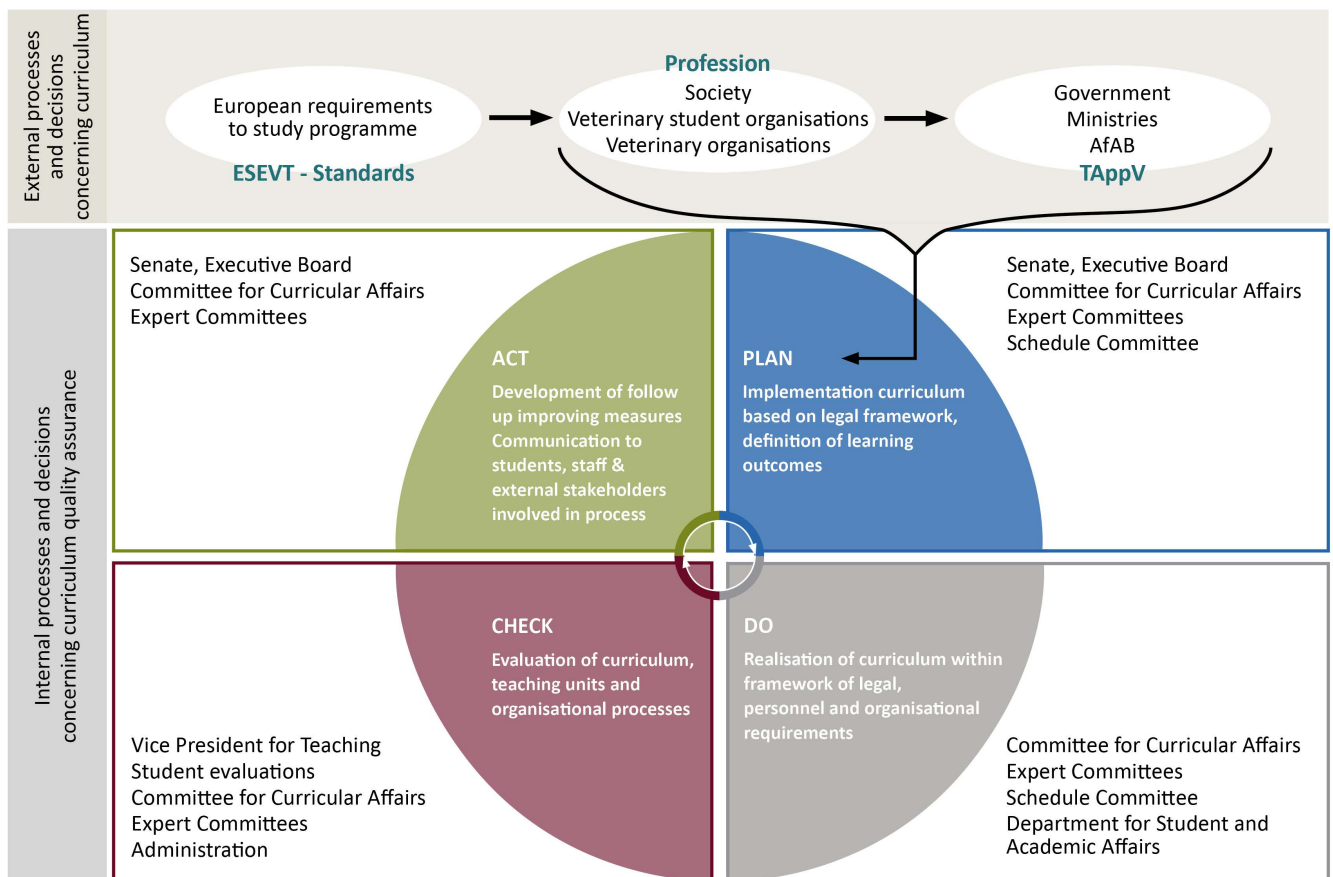 External processes
and decisions
concerning curriculum
European requirements
to study programme
ESEVT - Standards
Profession
Society
Veterinary student organisations
Veterinary organisations
Government
Ministries
AfAB
TAppV
Internal processes and decisions
concerning curriculum quality assurance
Senate, Executive Board
Committee for Curricular Affairs
Expert Committees
ACT
Development of follow
up improving measures
Communication to
students, staff &
external stakeholders
involved in process
PLAN
Implementation curriculum
based on legal framework,
definition of learning
outcomes
Senate, Executive Board
Committee for Curricular Affairs
Expert Committees
Schedule Committee
CHECK
Evaluation of curriculum,
teaching units and
organisational processes
Vice President for Teaching
Student evaluations
Committee for Curricular Affairs
Expert Committees
Administration
DO
Realisation of curriculum within
framework of legal,
personnel and organisational
requirements
Committee for Curricular Affairs
Expert Committees
Schedule Committee
Department for Student and
Academic Affairs